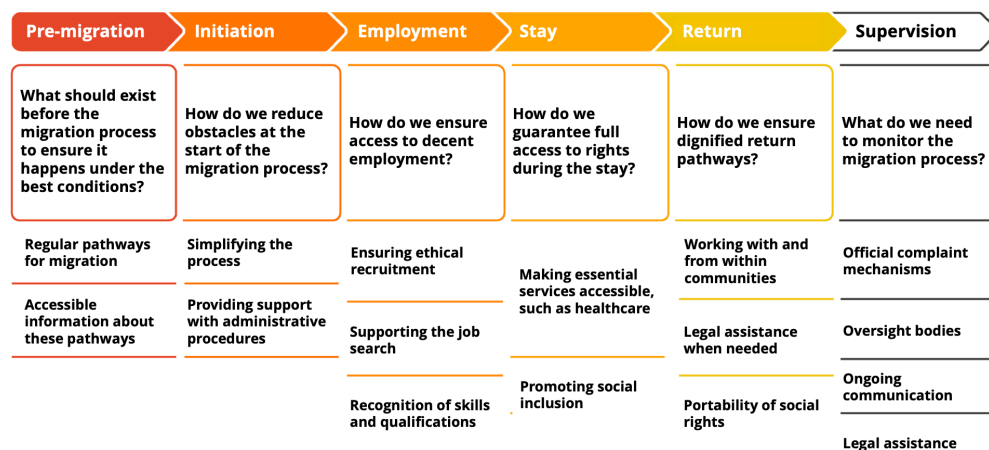 Pre-migration
Initiation
Employment
Stay
Return
Supervision
What should exist
before the
migration process
to ensure it
happens under the
best conditions?
How do we reduce
obstacles at the
start of the
migration process?
How do we ensure
access to decent
employment?
How do we
guarantee full
access to rights
during the stay?
How do we ensure
dignified return
pathways?
What do we need
to monitor the
migration process?
Regular pathways
for migration
Accessible
information about
these pathways
Simplifying the
process
Providing support
with administrative
procedures
Ensuring ethical
recruitment
Supporting the job
search
Recognition of skills
and qualifications
Making essential
services accessible,
such as healthcare
Promoting social
inclusion
Working with and
from within
communities
Legal assistance
when needed
Portability of social
rights
Official complaint
mechanisms
Oversight bodies
Ongoing
communication
Legal assistance